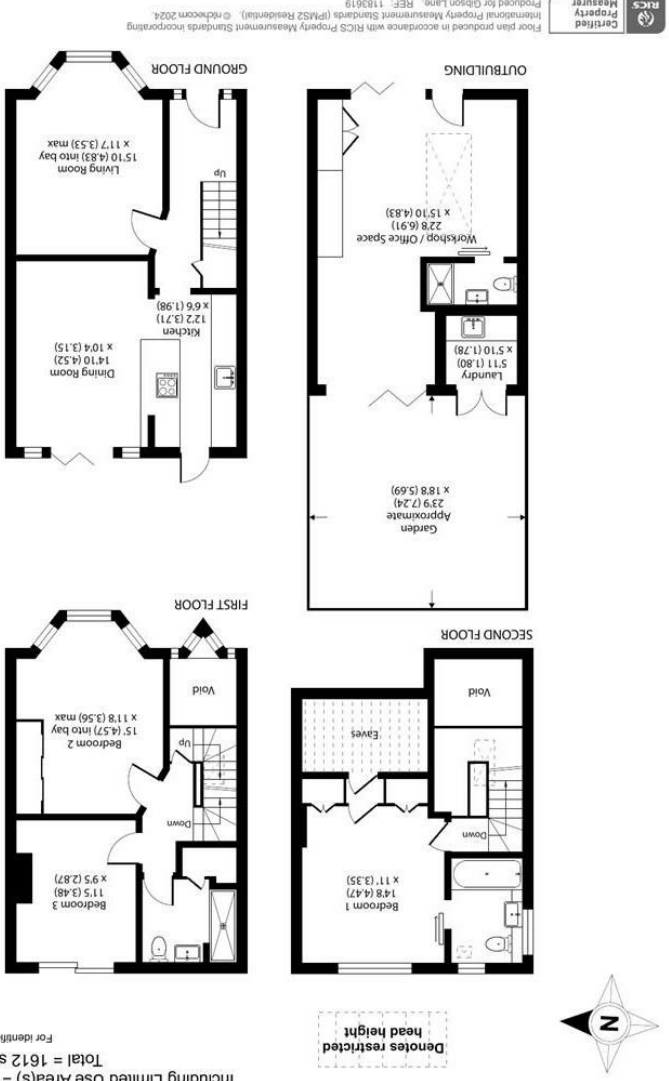 Including Limited Use Area(s) –
Total = 1612 s
For identifi
Denotes restricted
head height
N
Bedroom 3
11'5 (3.48)
x 9'5 (2.87)
Down
Up
Bedroom 2
15' (4.57) into bay
x 11'8 (3.56) max
Void
FIRST FLOOR
Bedroom 1
14'8 (4.47)
x 11' (3.35)
Down
Eaves
Void
SECOND FLOOR
Dining Room
14'10 (4.52)
x 10'4 (3.15)
Kitchen
12'2 (3.71)
x 6'6 (1.98)
Up
Living Room
15'10 (4.83) into bay
x 11'7 (3.53) max
GROUND FLOOR
Garden
Approximate
23'9 (7.24)
x 18'8 (5.69)
Laundry
5'11 (1.80)
x 5'10 (1.78)
Workshop / Office Space
22'8 (6.91)
x 15'10 (4.83)
OUTBUILDING
Certified
Property
Measurer
RICS
Floor plan produced in accordance with RICS Property Measurement Standards incorporating
International Property Measurement Standards (IPMS2 Residential). © nichecom 2024.
Produced for Gibson Lane. REF: 1183619